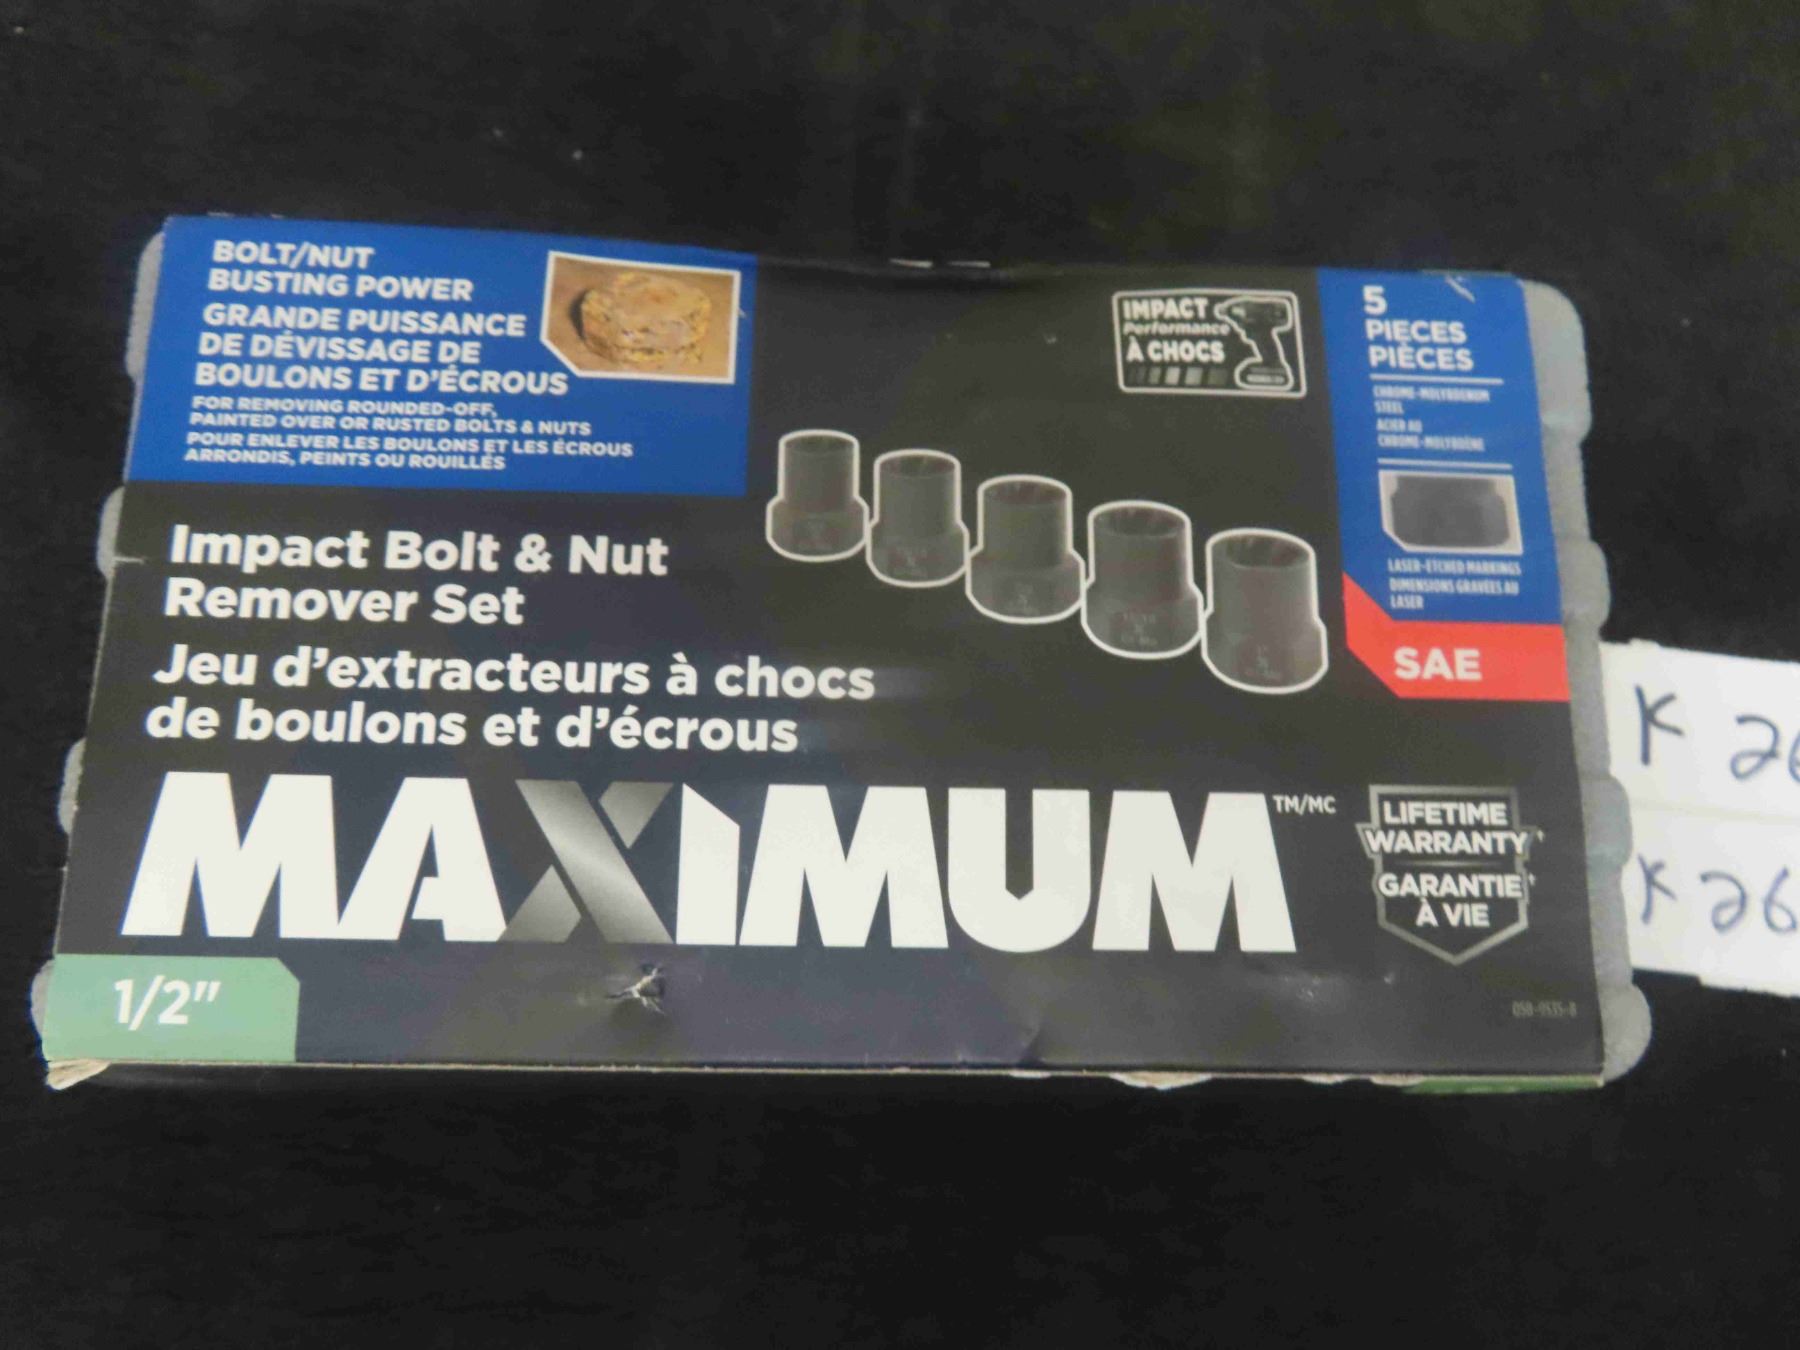 BOLT/NUT
BUSTING POWER
GRANDE PUISSANCE
DE DÉVISSAGE DE
BOULONS ET D'ÉCROUS
FOR REMOVING ROUNDED-OFF,
PAINTED OVER OR RUSTED BOLTS & NUTS
POUR ENLEVER LES BOULONS ET LES ÉCROUS
ARRONDIS, PEINTS OU ROUILLÉS
IMPACT
Performance
À CHOCS
5
PIECES
PIÈCES
CHROME-MOLYBDENUM
STEEL
ACIER AU
CHROME-MOLYBDÈNE
LASER-ETCHED MARKINGS
DIMENSIONS GRAVÉES AU
LASER
SAE
Impact Bolt & Nut
Remover Set
Jeu d'extracteurs à chocs
de boulons et d'écrous
MAXIMUM TM/MC
LIFETIME
WARRANTY†
GARANTIE†
À VIE
1/2"
K 26
K 26